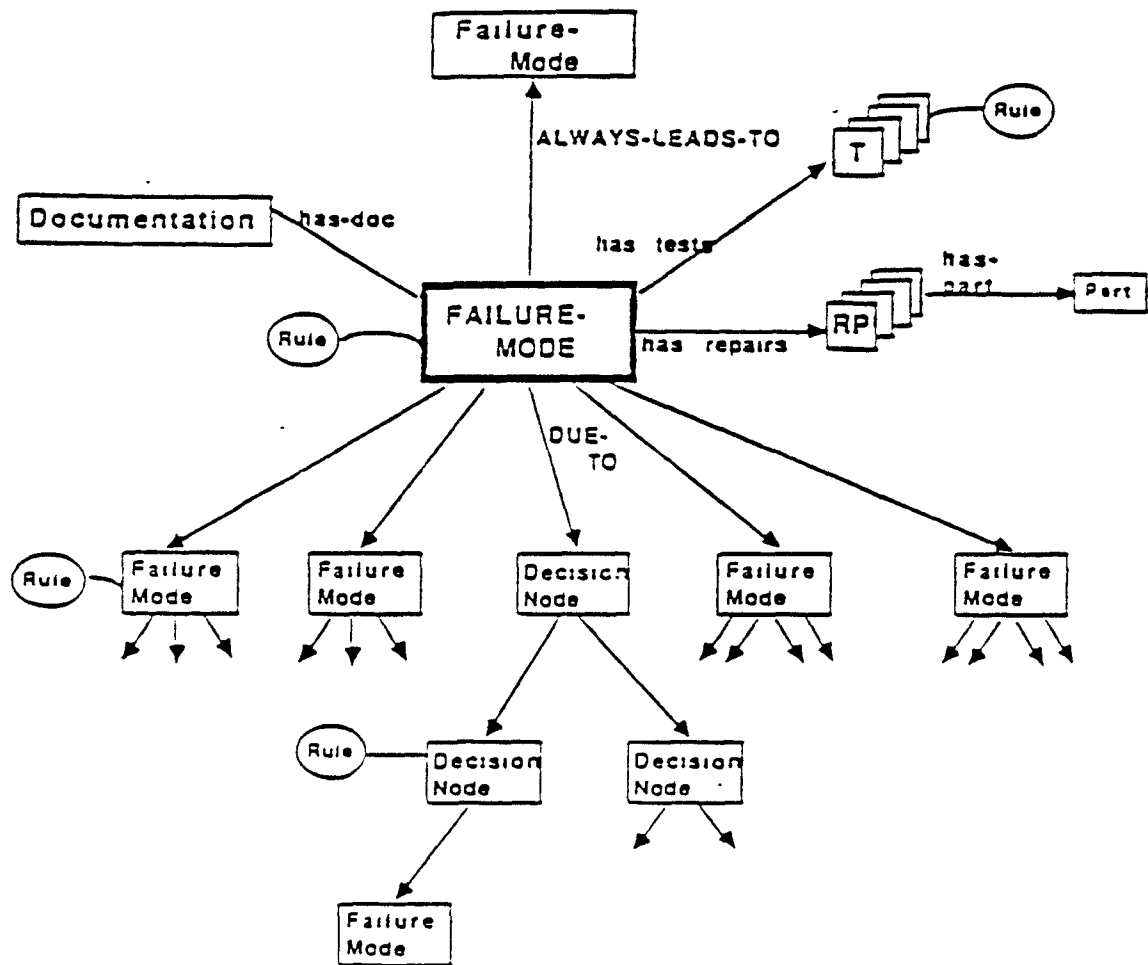 Failure-
Mode
ALWAYS-LEADS-TO
T
Rule
Documentation
has-doc
has tests
has-
part
Part
Rule
FAILURE-
MODE
RP
has repairs
DUE-
TO
Rule
Failure
Mode
Failure
Mode
Decision
Node
Failure
Mode
Failure
Mode
Rule
Decision
Node
Decision
Node
Failure
Mode